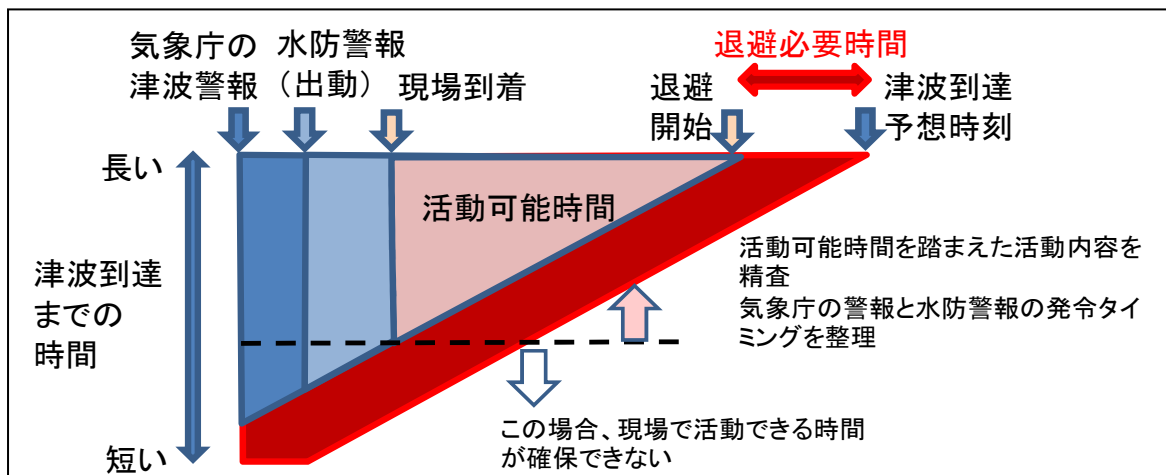 気象庁の
津波警報
水防警報
（出動）
現場到着
退避必要時間
退避
開始
津波到達
予想時刻
長い
活動可能時間
津波到達
までの
時間
活動可能時間を踏まえた活動内容を
精査
気象庁の警報と水防警報の発令タイ
ミングを整理
この場合、現場で活動できる時間
が確保できない
短い